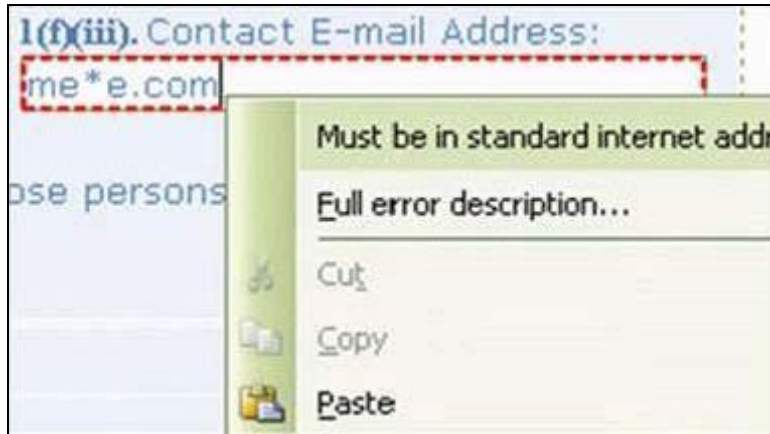 1(f)(iii). Contact E-mail Address:
me*e.com
Must be in standard internet addr
ose persons
Full error description...
Cut
Copy
Paste